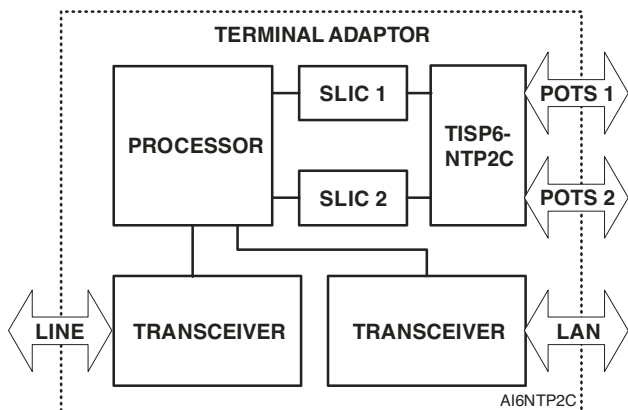 TERMINAL ADAPTOR
PROCESSOR
SLIC 1
SLIC 2
TISP6-
NTP2C
POTS 1
POTS 2
LINE
TRANSCEIVER
TRANSCEIVER
LAN
AI6NTP2C